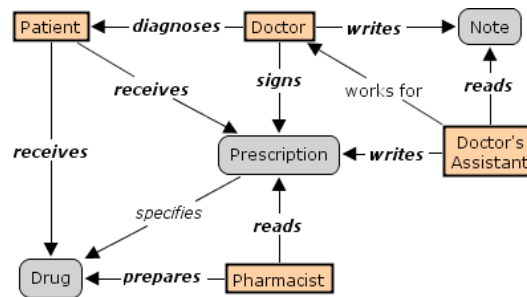 Patient
diagnoses
Doctor
writes
Note
receives
signs
works for
reads
receives
Prescription
writes
Doctor's
Assistant
specifies
reads
Drug
prepares
Pharmacist